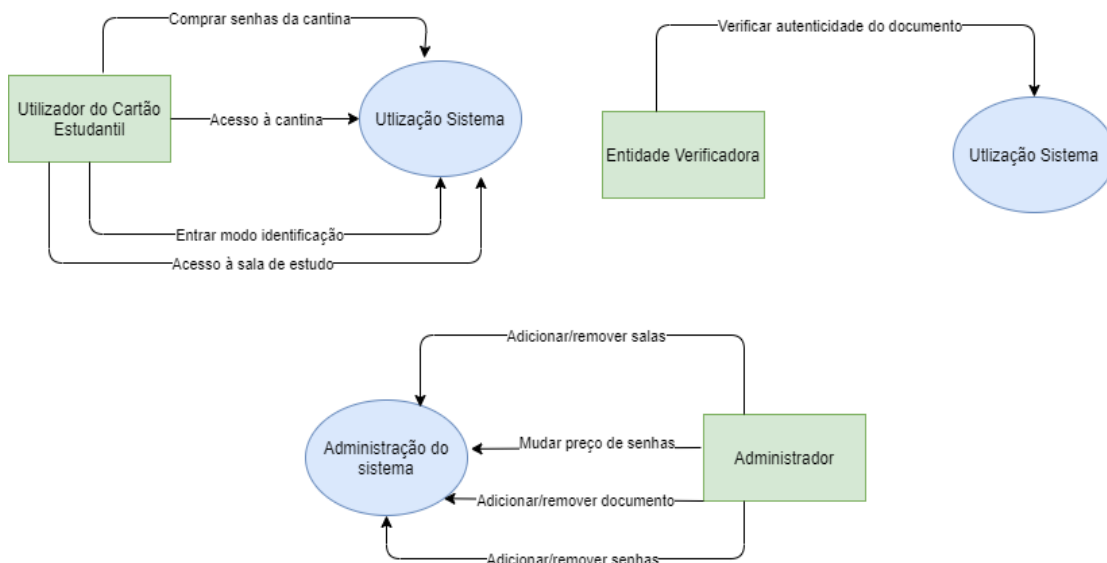 Comprar senhas da cantina
Utilizador do Cartão
Estudantil
Acesso à cantina
Utlização Sistema
Entrar modo identificação
Acesso à sala de estudo
Verificar autenticidade do documento
Entidade Verificadora
Utlização Sistema
Adicionar/remover salas
Administração do
sistema
Mudar preço de senhas
Administrador
Adicionar/remover documento
Adicionar/remover senhas